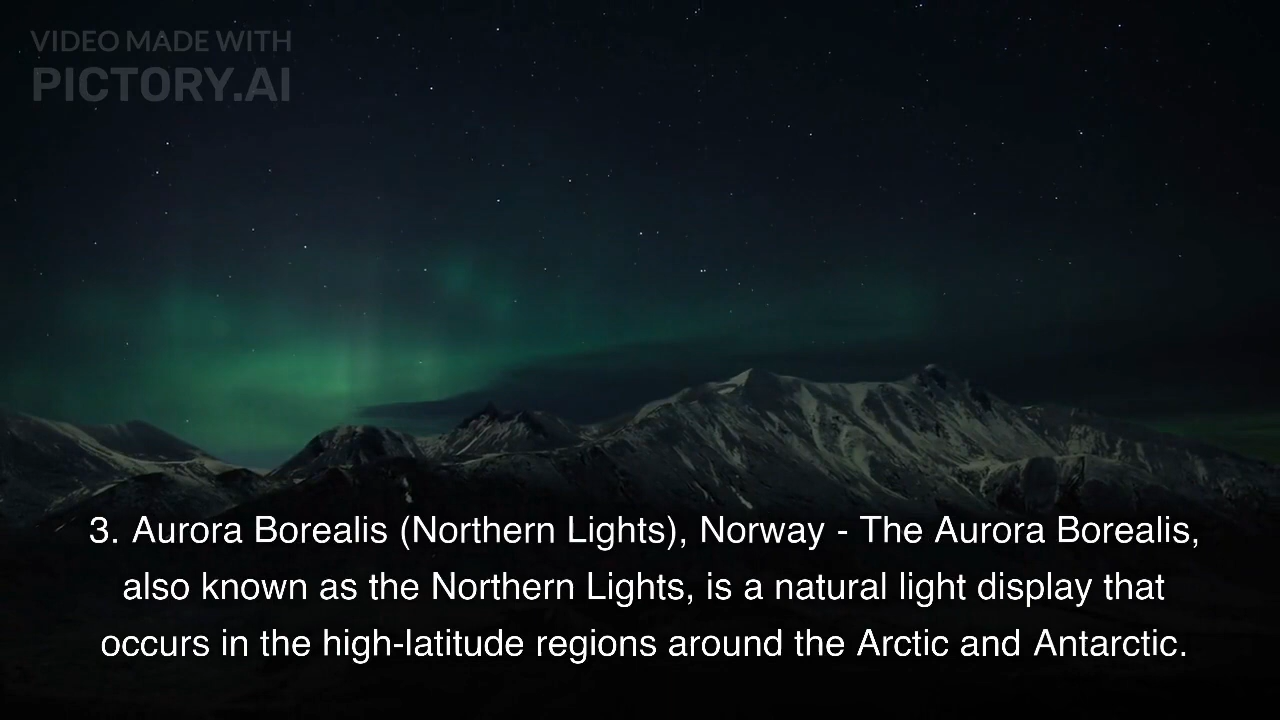 VIDEO MADE WITH
PICTORY.AI
3. Aurora Borealis (Northern Lights), Norway - The Aurora Borealis,
also known as the Northern Lights, is a natural light display that
occurs in the high-latitude regions around the Arctic and Antarctic.